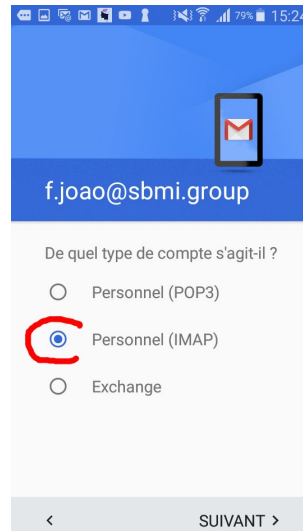 79% 15:24
f.joao@sbmi.group
De quel type de compte s'agit-il ?
Personnel (POP3)
Personnel (IMAP)
Exchange
< SUIVANT >